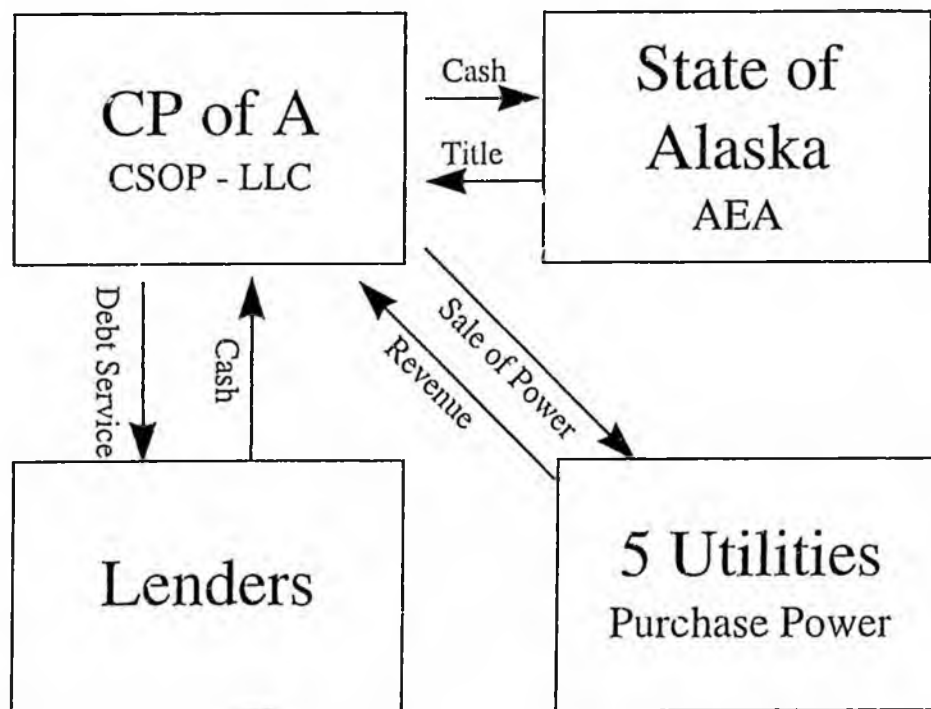 CP of A
CSOP - LLC
Cash
Title
State of
Alaska
AEA
Debt Service
Cash
Sale of Power
Revenue
Lenders
5 Utilities
Purchase Power